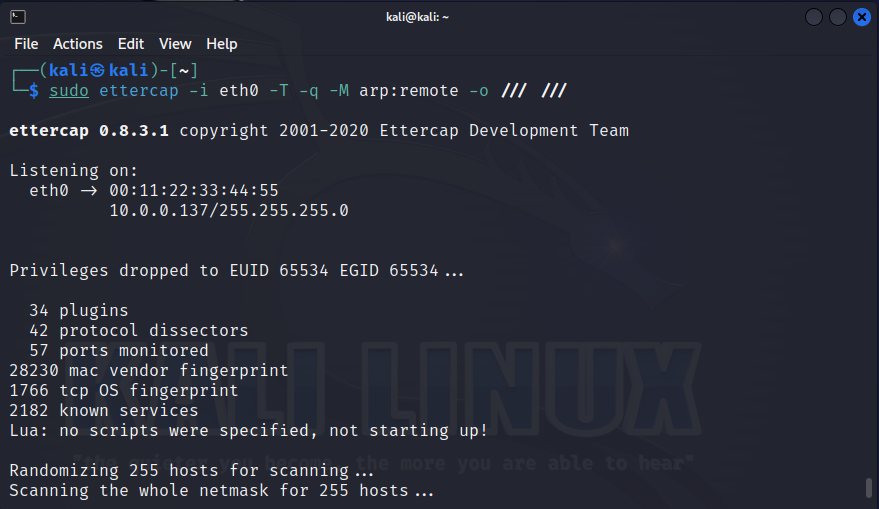 kali@kali: ~
File Actions Edit View Help
┌──(kali㉿kali)-[~]
└─$ sudo ettercap -i eth0 -T -q -M arp:remote -o /// ///
ettercap 0.8.3.1 copyright 2001-2020 Ettercap Development Team
Listening on:
eth0 -> 00:11:22:33:44:55
10.0.0.137/255.255.255.0
Privileges dropped to EUID 65534 EGID 65534...
34 plugins
42 protocol dissectors
57 ports monitored
28230 mac vendor fingerprint
1766 tcp OS fingerprint
2182 known services
Lua: no scripts were specified, not starting up!
KALI LINUX
"the quieter you become, the more you are able to hear"
Randomizing 255 hosts for scanning...
Scanning the whole netmask for 255 hosts...